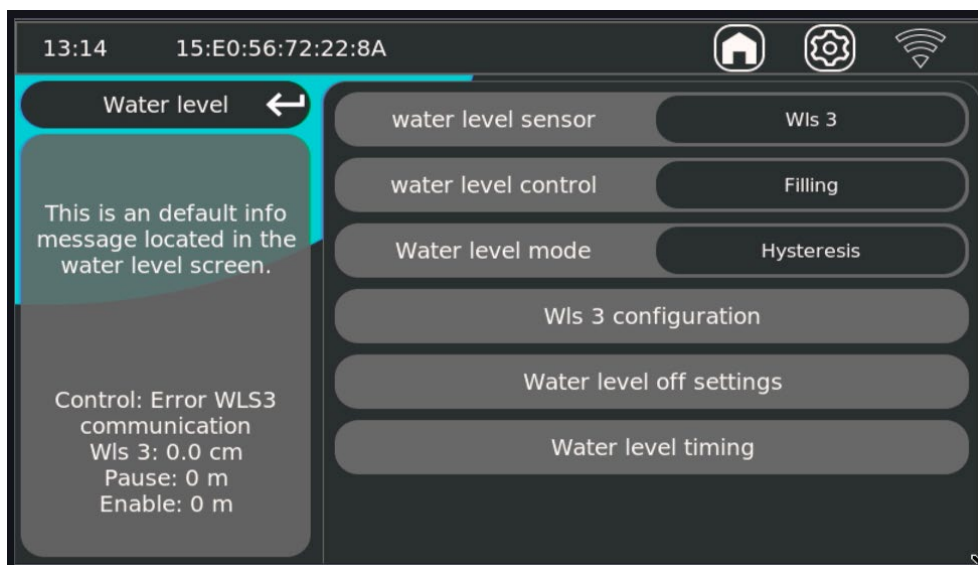 13:14 15:E0:56:72:22:8A
Water level
This is an default info
message located in the
water level screen.
Control: Error WLS3
communication
Wls 3: 0.0 cm
Pause: 0 m
Enable: 0 m
water level sensor Wls 3
water level control Filling
Water level mode Hysteresis
Wls 3 configuration
Water level off settings
Water level timing